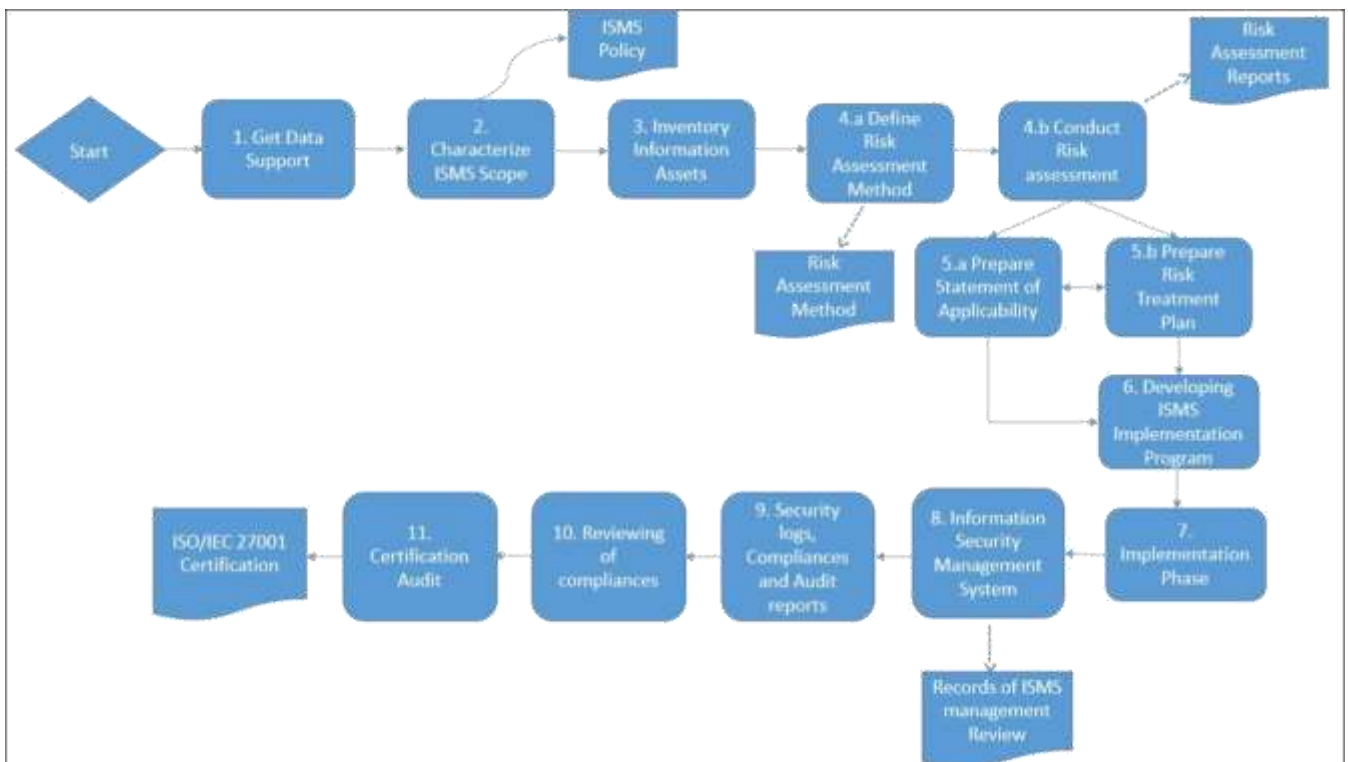 ISMS
Policy
Risk
Assessment
Reports
Start
1. Get Data
Support
2.
Characterize
ISMS Scope
3. Inventory
Information
Assets
4.a Define
Risk
Assessment
Method
4.b Conduct
Risk
assessment
Risk
Assessment
Method
5.a Prepare
Statement of
Applicability
5.b Prepare
Risk
Treatment
Plan
6. Developing
ISMS
Implementation
Program
7.
Implementation
Phase
8. Information
Security
Management
System
9. Security
logs,
Compliances
and Audit
reports
10. Reviewing
of
compliances
11.
Certification
Audit
ISO/IEC 27001
Certification
Records of ISMS
management
Review